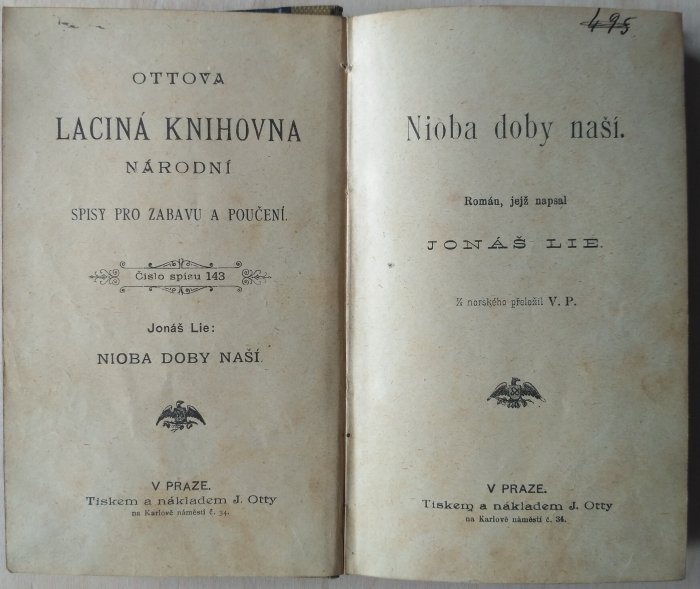 OTTOVA
LACINÁ KNIHOVNA
NÁRODNÍ
SPISY PRO ZABAVU A POUČENÍ.
Číslo spisu 143
Jonáš Lie:
NIOBA DOBY NAŠÍ.
V PRAZE.
Tiskem a nákladem J. Otty
na Karlově náměstí č. 34.
495
Nioba doby naší.
Román, jejž napsal
JONÁŠ LIE.
Z norského přeložil V. P.
V PRAZE.
Tiskem a nákladem J. Otty
na Karlově náměstí č. 34.